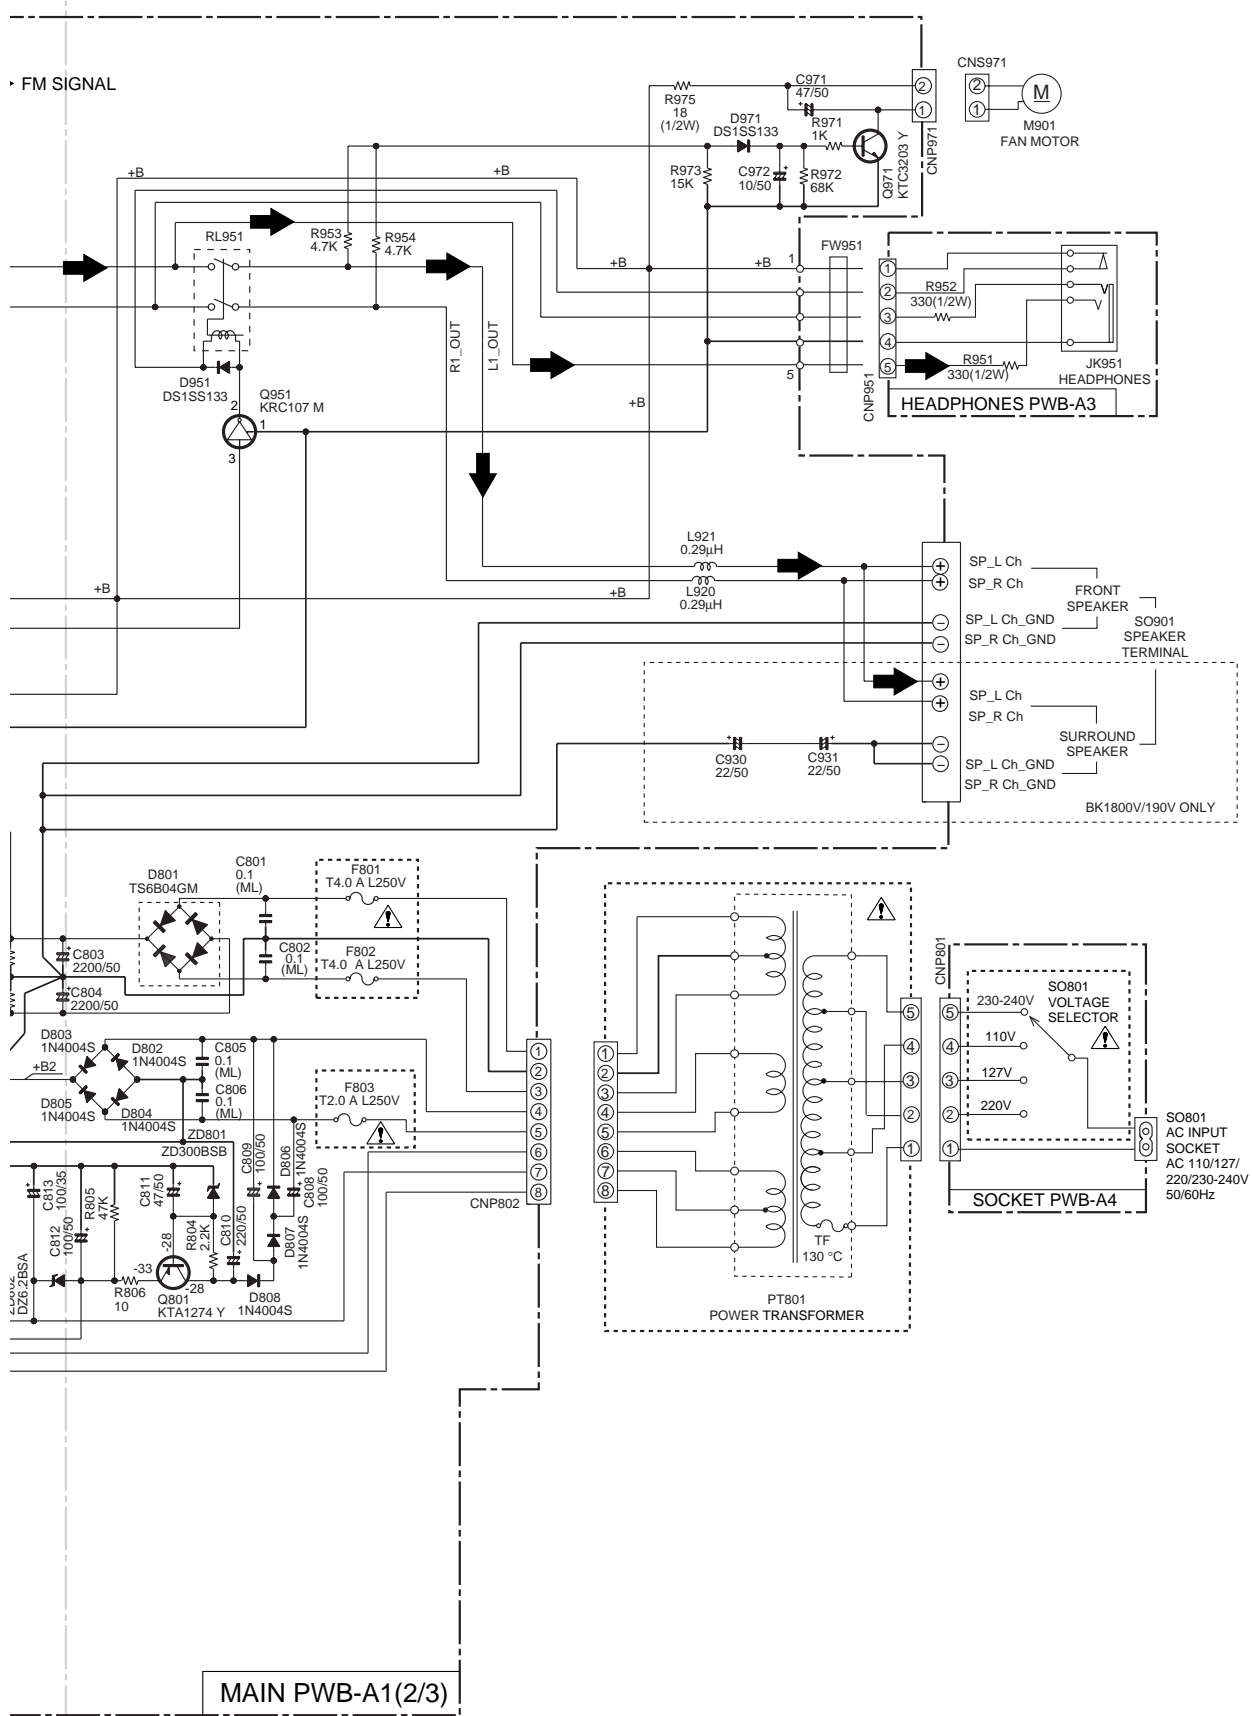 FM SIGNAL
CNS971
2
1
M
M901
FAN MOTOR
R975
18
(1/2W)
C971
47/50
+
2
1
CNP971
D971
DS1SS133
R971
1K
Q971
KTC3203 Y
R973
15K
C972
10/50
+
R972
68K
+B
+B
RL951
R953
4.7K
R954
4.7K
+B
+B
FW951
1
5
1
2
3
4
5
CNP951
R952
330(1/2W)
R951
330(1/2W)
JK951
HEADPHONES
HEADPHONES PWB-A3
R1_OUT
L1_OUT
D951
DS1SS133
Q951
KRC107 M
2
1
3
+B
+B
+B
L921
0.29µH
L920
0.29µH
+
+
−
−
SP_L Ch
SP_R Ch
SP_L Ch_GND
SP_R Ch_GND
FRONT
SPEAKER
SO901
SPEAKER
TERMINAL
+
+
−
−
SP_L Ch
SP_R Ch
SP_L Ch_GND
SP_R Ch_GND
SURROUND
SPEAKER
+
C930
22/50
+
C931
22/50
BK1800V/190V ONLY
D801
TS6B04GM
C801
0.1
(ML)
C802
0.1
(ML)
F801
T4.0 A L250V
F802
T4.0 A L250V
+
C803
2200/50
+
C804
2200/50
D803
1N4004S
D802
1N4004S
+B2
D805
1N4004S
D804
1N4004S
C805
0.1
(ML)
C806
0.1
(ML)
F803
T2.0 A L250V
ZD801
ZD300BSB
C809
100/50
+
D806
1N4004S
C808
100/50
+
D807
1N4004S
C813
100/35
+
C812
100/50
+
R805
47K
C811
47/50
+
R804
2.2K
C810
220/50
+
-28
-33
-28
DZ6.2BSA
R806
10
Q801
KTA1274 Y
D808
1N4004S
1
2
3
4
5
6
7
8
CNP802
1
2
3
4
5
6
7
8
TF
130 °C
PT801
POWER TRANSFORMER
5
4
3
2
1
CNP801
5
4
3
2
1
SO801
VOLTAGE
SELECTOR
230-240V
110V
127V
220V
SOCKET PWB-A4
SO801
AC INPUT
SOCKET
AC 110/127/
220/230-240V
50/60Hz
MAIN PWB-A1(2/3)